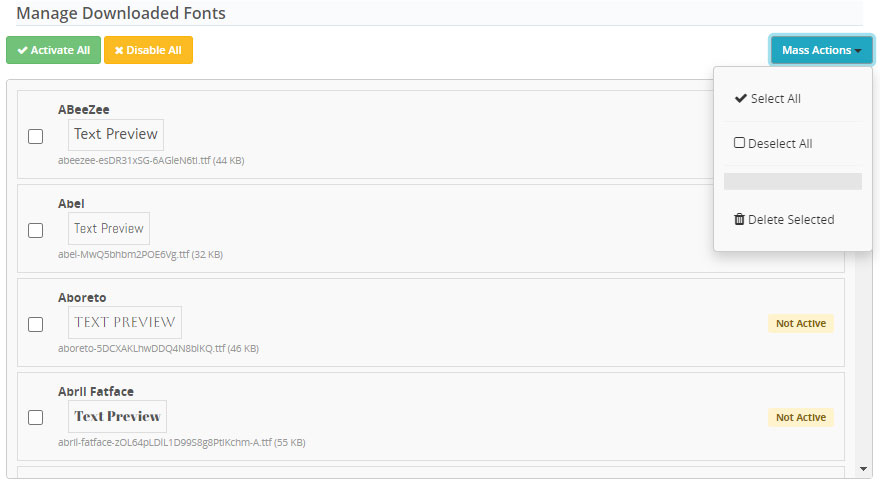 Manage Downloaded Fonts
Activate All
Disable All
Mass Actions
Select All
Deselect All
Delete Selected
ABeeZee
Text Preview
abeezee-esDR31xSG-6AGleN6tI.ttf (44 KB)
Abel
Text Preview
abel-MwQ5bhbm2POE6Vg.ttf (32 KB)
Aboreto
TEXT PREVIEW
aboreto-5DCXAKLhwDDQ4N8blKQ.ttf (46 KB)
Not Active
Abril Fatface
Text Preview
abril-fatface-zOL64pLDlL1D99S8g8PtiKchm-A.ttf (55 KB)
Not Active